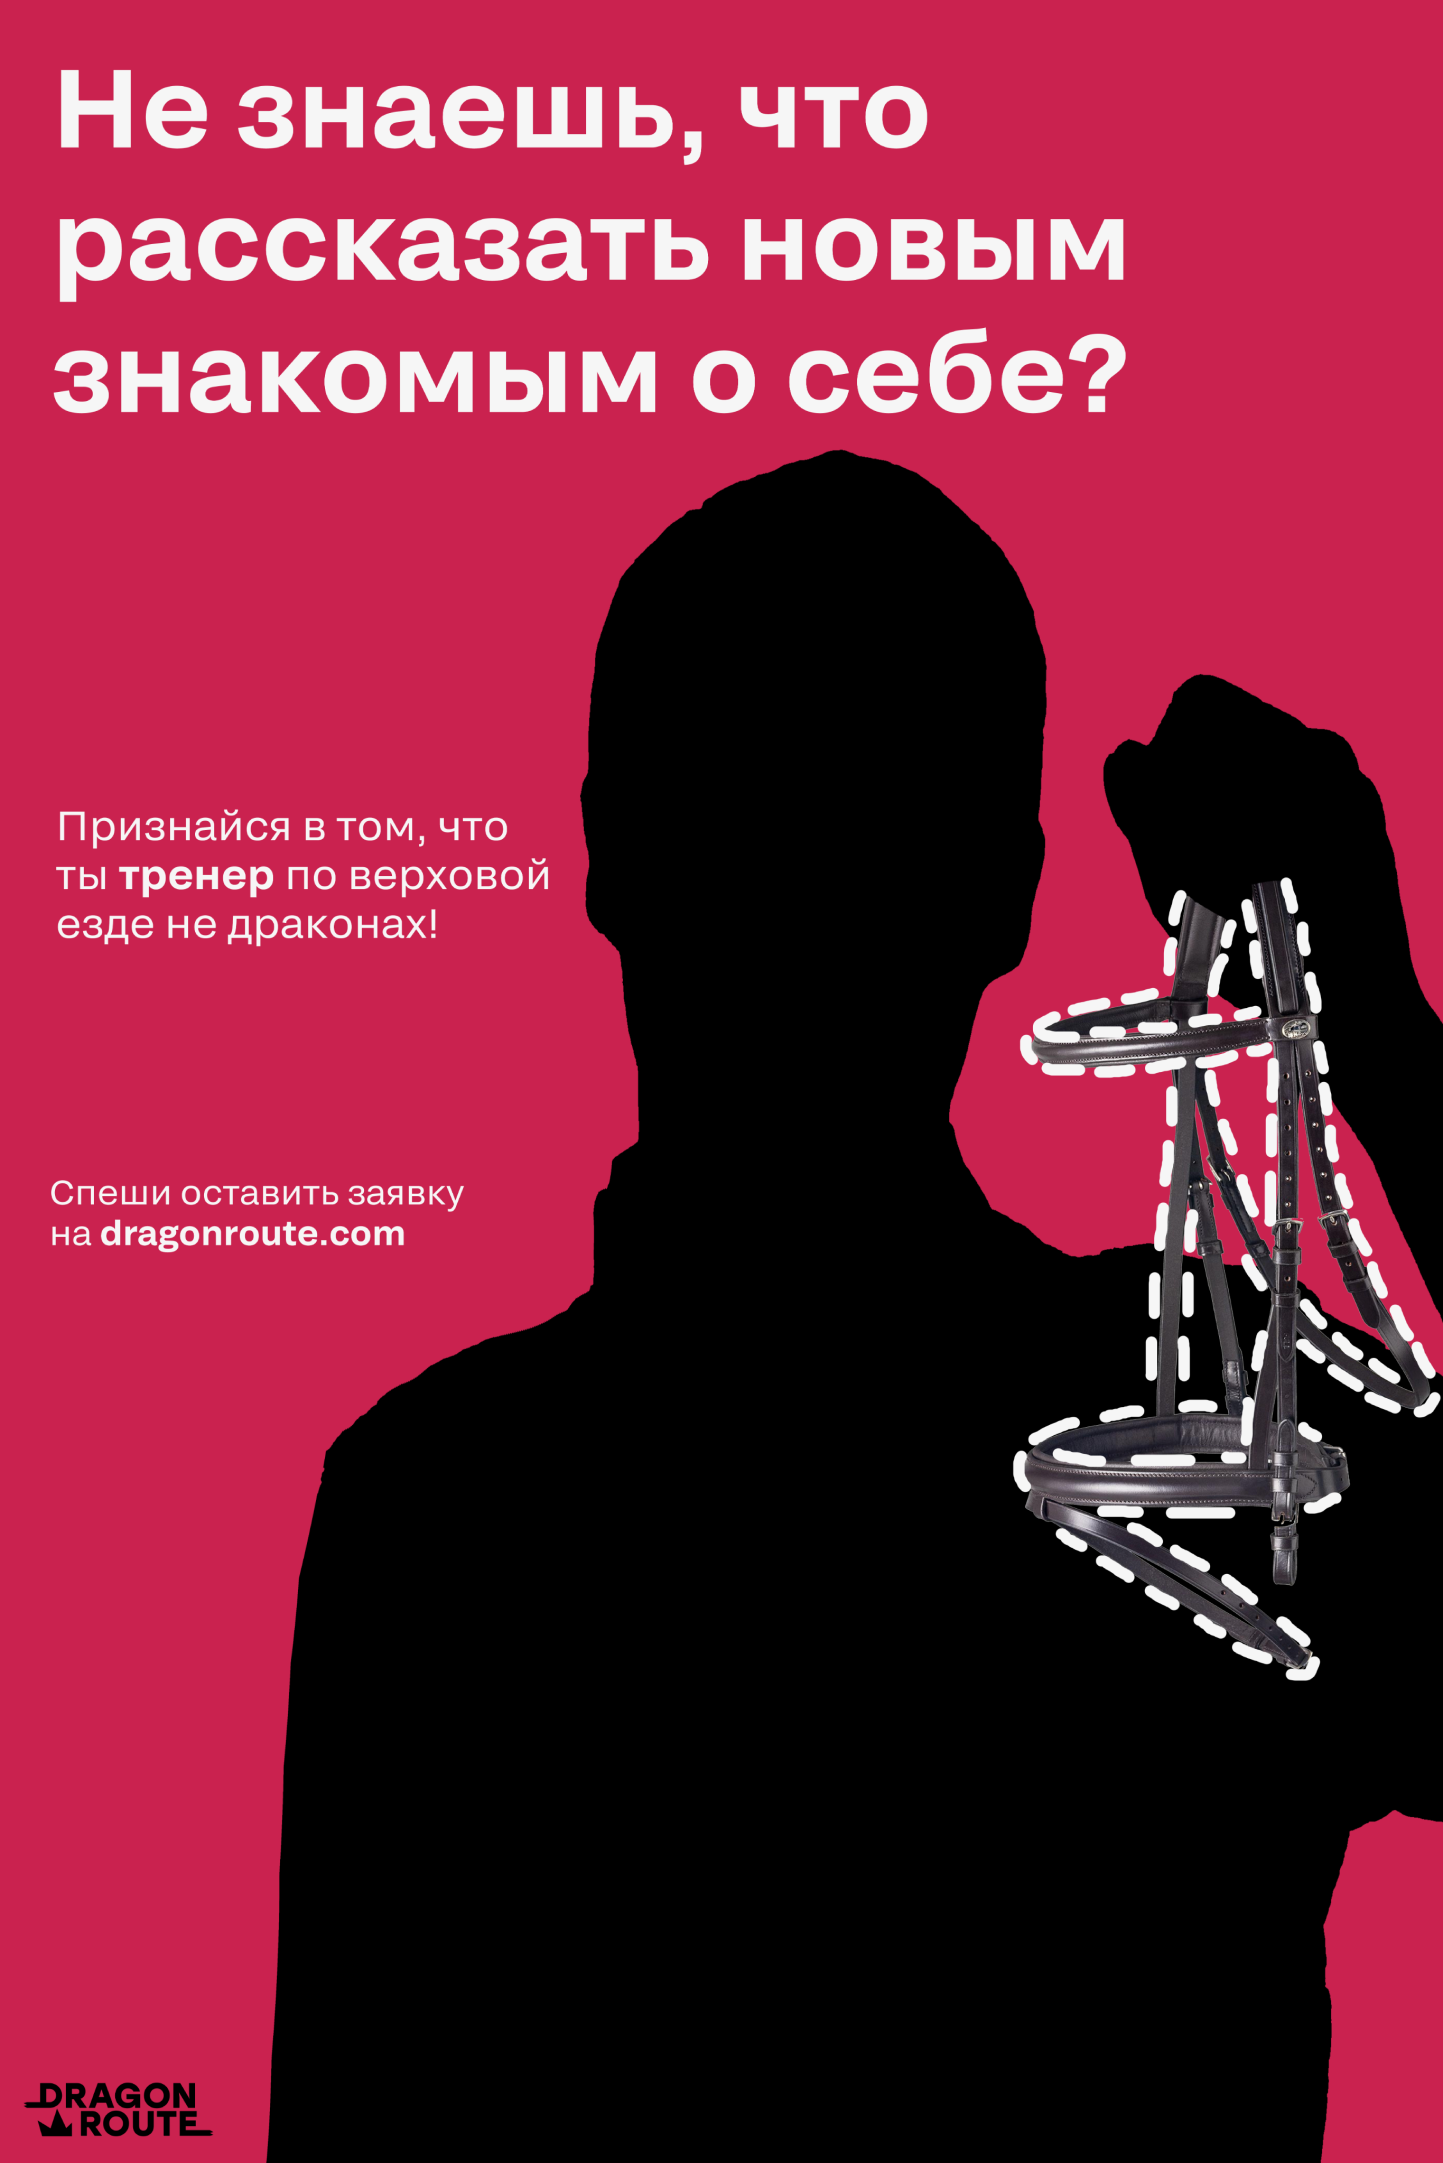 Не знаешь, что
рассказать новым
знакомым о себе?
Признайся в том, что
ты тренер по верховой
езде не драконах!
Спеши оставить заявку
на dragonroute.com
DRAGON
ROUTE